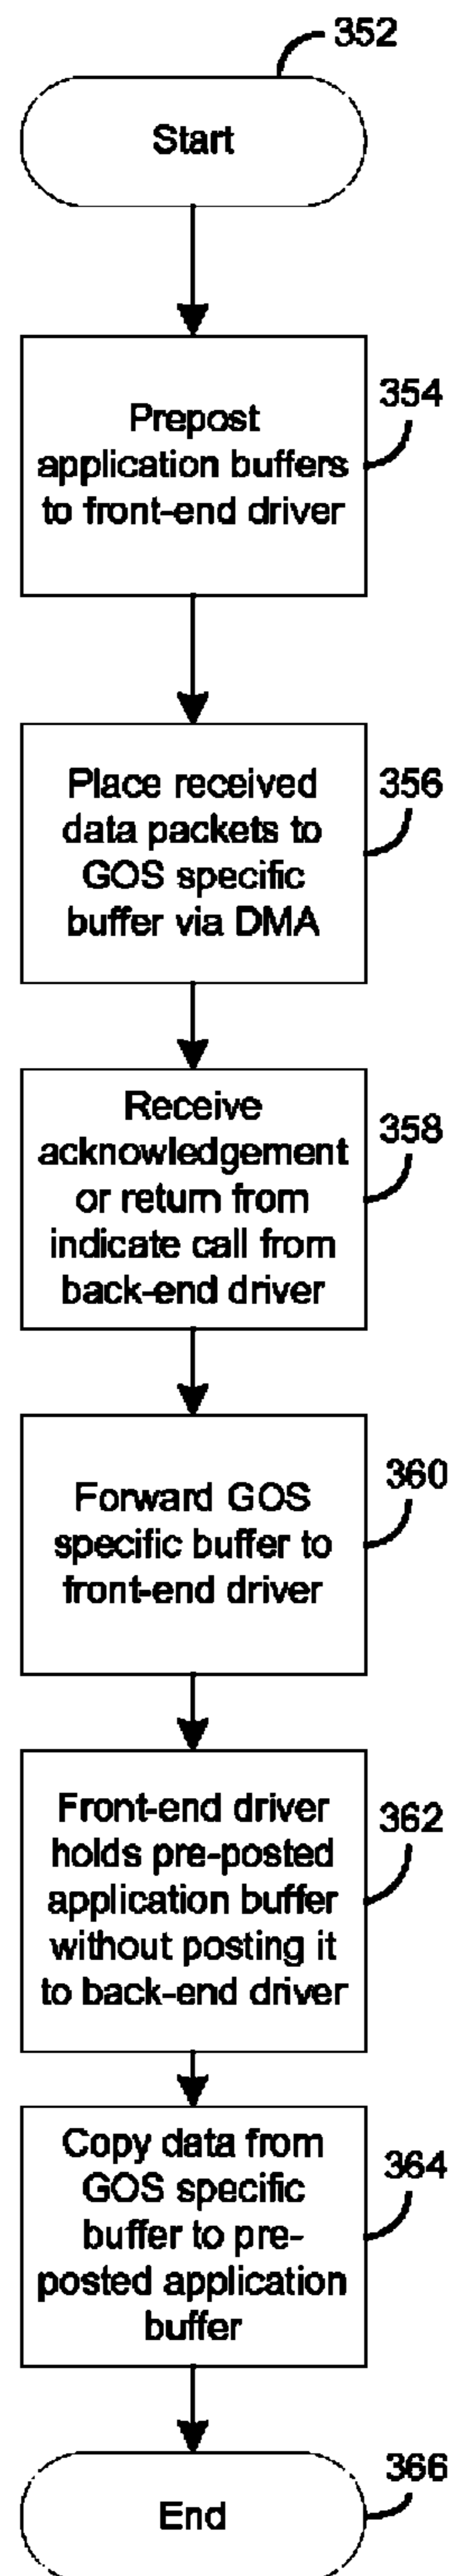 352
Start
354
Prepost
application buffers
to front-end driver
356
Place received
data packets to
GOS specific
buffer via DMA
358
Receive
acknowledgement
or return from
indicate call from
back-end driver
360
Forward GOS
specific buffer to
front-end driver
362
Front-end driver
holds pre-posted
application buffer
without posting it
to back-end driver
364
Copy data from
GOS specific
buffer to pre-
posted application
buffer
366
End